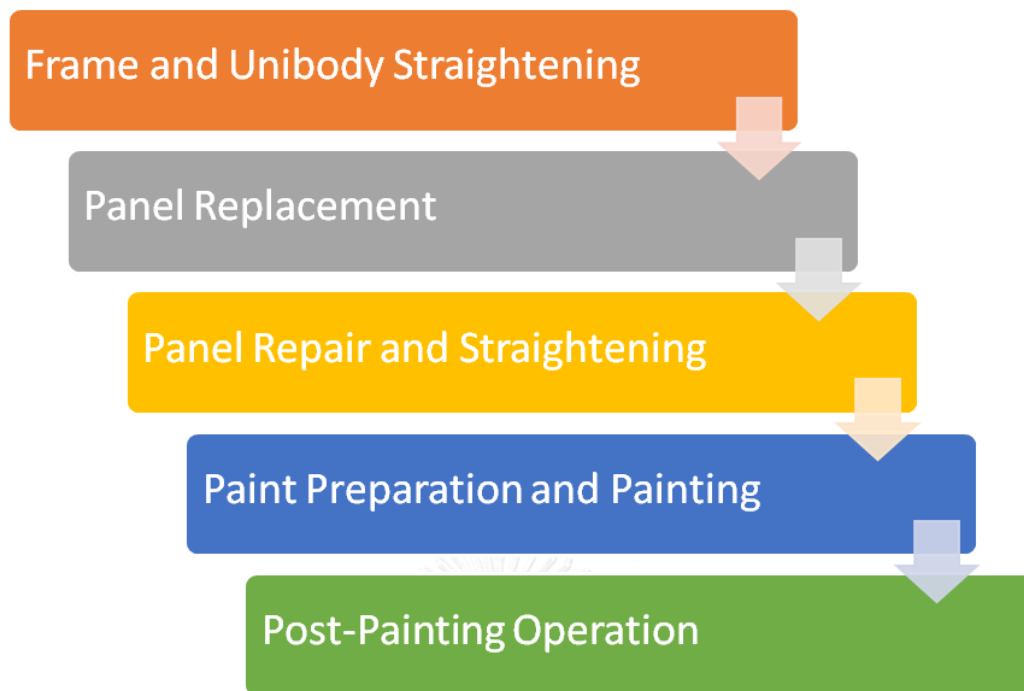 Frame and Unibody Straightening
Panel Replacement
Panel Repair and Straightening
Paint Preparation and Painting
Post-Painting Operation